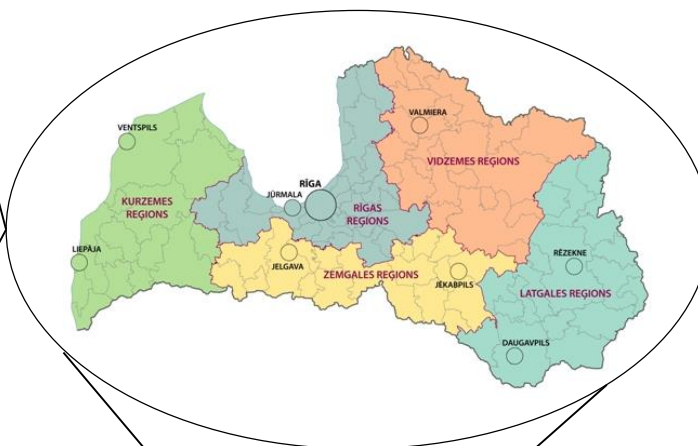 VENTSPILS
VALMIERA
VIDZEMES REĢIONS
RĪGA
JŪRMALA
KURZEMES
REĢIONS
RĪGAS
REĢIONS
LIEPĀJA
JELGAVA
ZEMGALES REĢIONS
JĒKABPILS
RĒZEKNE
LATGALES REĢIONS
DAUGAVPILS